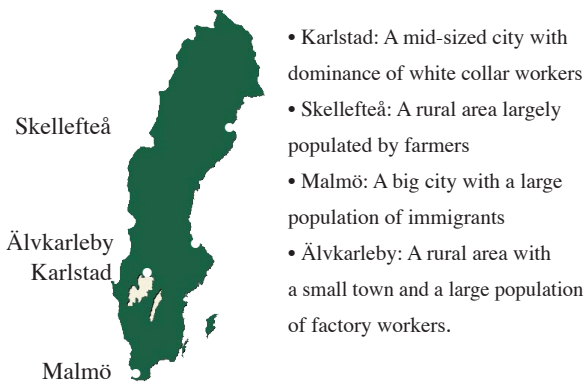 Skellefteå
Älvkarleby
Karlstad
Malmö
• Karlstad: A mid-sized city with
dominance of white collar workers
• Skellefteå: A rural area largely
populated by farmers
• Malmö: A big city with a large
population of immigrants
• Älvkarleby: A rural area with
a small town and a large population
of factory workers.